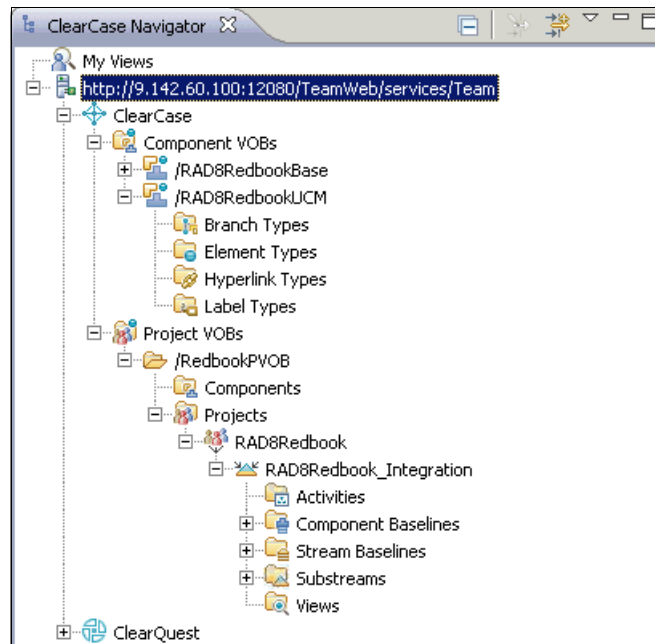 ClearCase Navigator
My Views
http://9.142.60.100:12080/TeamWeb/services/Team
ClearCase
Component VOBs
/RAD8RedbookBase
/RAD8RedbookUCM
Branch Types
Element Types
Hyperlink Types
Label Types
Project VOBs
/RedbookPVOB
Components
Projects
RAD8Redbook
RAD8Redbook_Integration
Activities
Component Baselines
Stream Baselines
Substreams
Views
ClearQuest